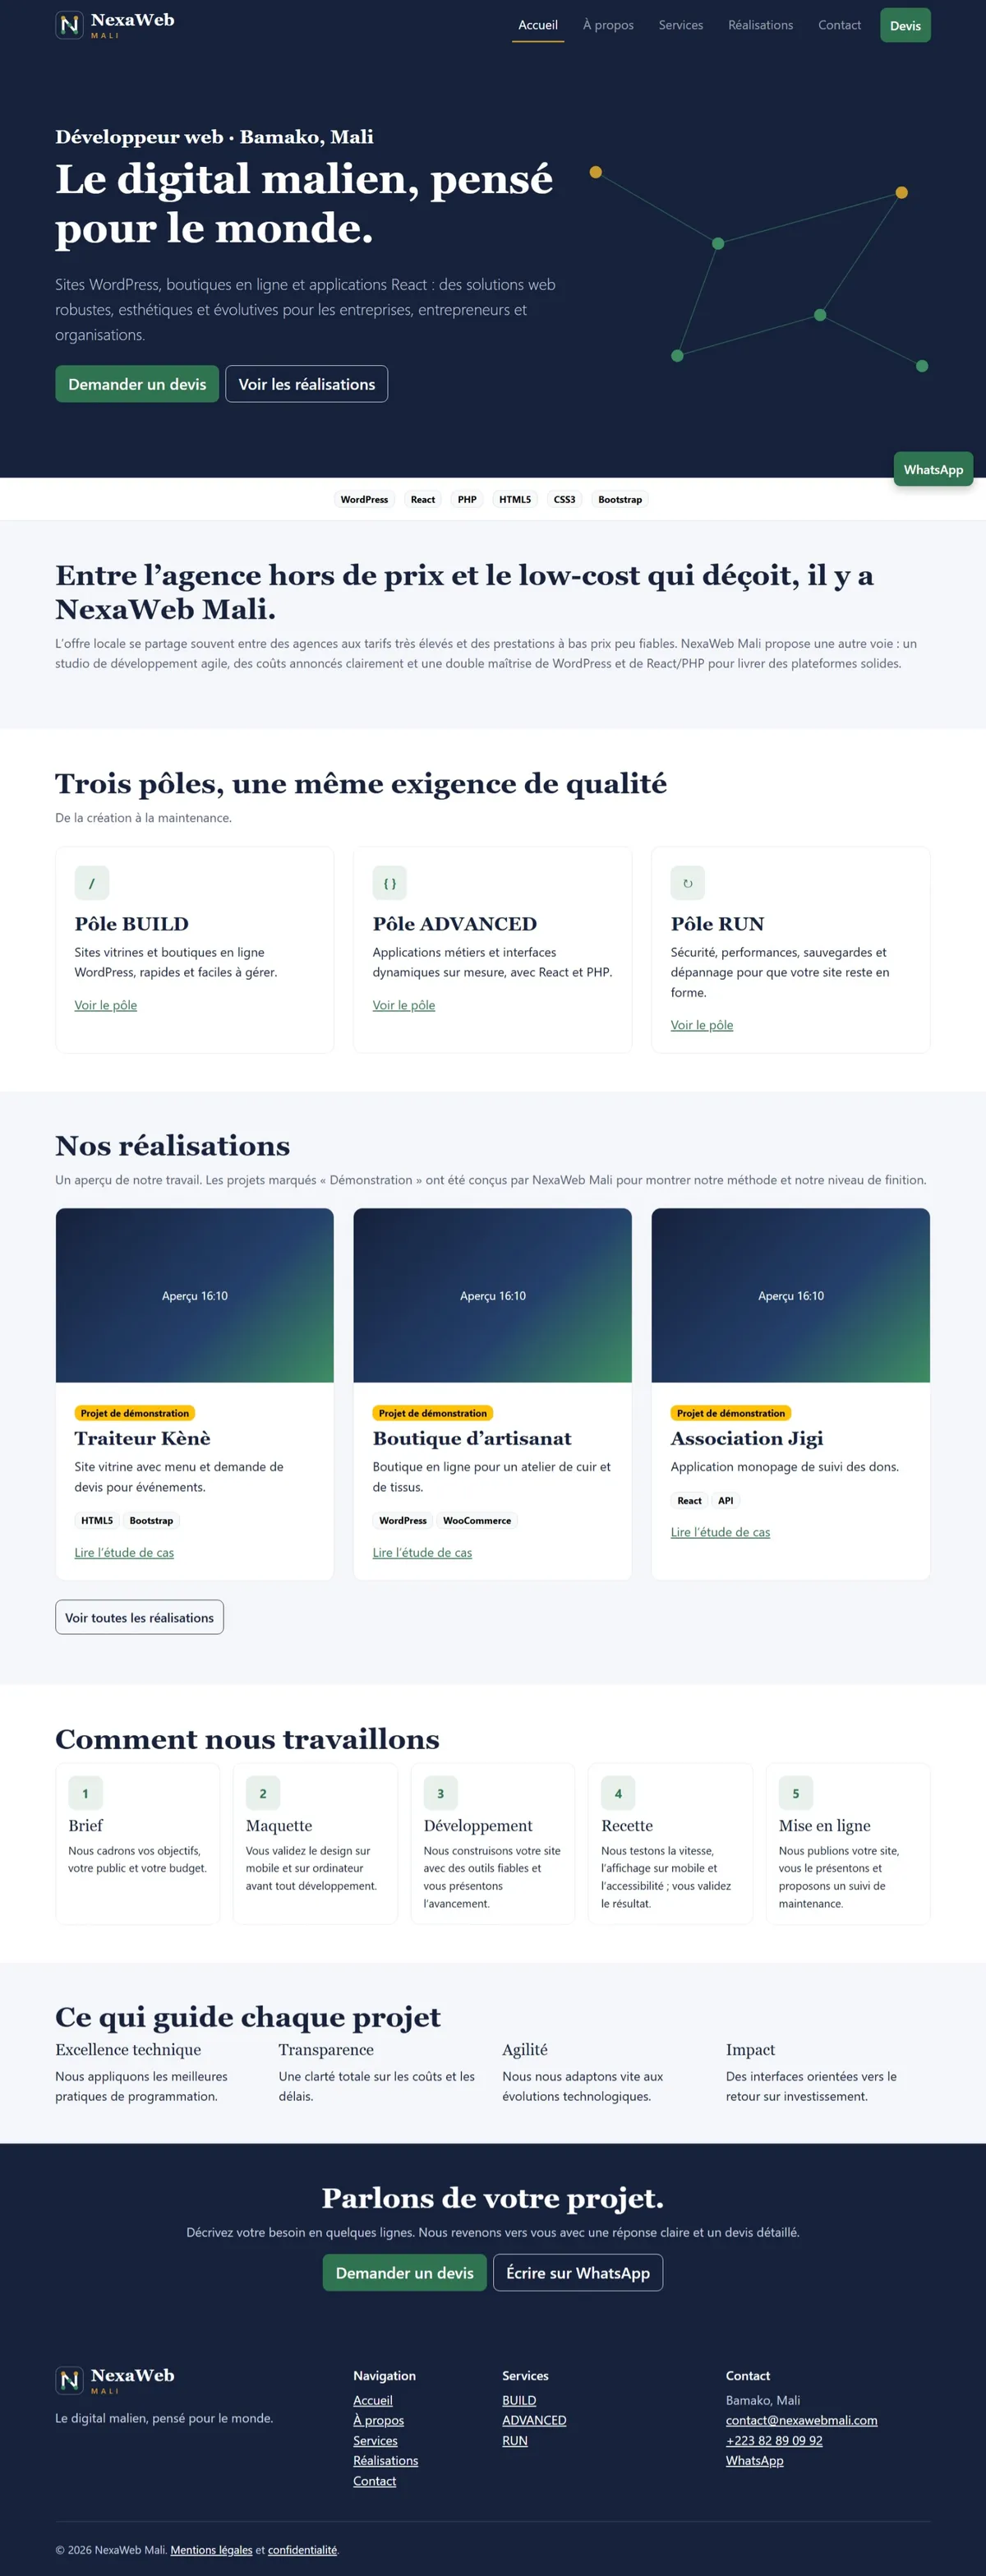 NexaWeb
MALI
Accueil
À propos
Services
Réalisations
Contact
Devis
Développeur web · Bamako, Mali
Le digital malien, pensé
pour le monde.
Sites WordPress, boutiques en ligne et applications React : des solutions web
robustes, esthétiques et évolutives pour les entreprises, entrepreneurs et
organisations.
Demander un devis
Voir les réalisations
WhatsApp
WordPress
React
PHP
HTML5
CSS3
Bootstrap
Entre l’agence hors de prix et le low-cost qui déçoit, il y a
NexaWeb Mali.
L’offre locale se partage souvent entre des agences aux tarifs très élevés et des prestations à bas prix peu fiables. NexaWeb Mali propose une autre voie : un
studio de développement agile, des coûts annoncés clairement et une double maîtrise de WordPress et de React/PHP pour livrer des plateformes solides.
Trois pôles, une même exigence de qualité
De la création à la maintenance.
/
Pôle BUILD
Sites vitrines et boutiques en ligne
WordPress, rapides et faciles à gérer.
Voir le pôle
{ }
Pôle ADVANCED
Applications métiers et interfaces
dynamiques sur mesure, avec React et PHP.
Voir le pôle
↻
Pôle RUN
Sécurité, performances, sauvegardes et
dépannage pour que votre site reste en
forme.
Voir le pôle
Nos réalisations
Un aperçu de notre travail. Les projets marqués « Démonstration » ont été conçus par NexaWeb Mali pour montrer notre méthode et notre niveau de finition.
Aperçu 16:10
Projet de démonstration
Traiteur Kènè
Site vitrine avec menu et demande de
devis pour événements.
HTML5
Bootstrap
Lire l’étude de cas
Aperçu 16:10
Projet de démonstration
Boutique d’artisanat
Boutique en ligne pour un atelier de cuir et
de tissus.
WordPress
WooCommerce
Lire l’étude de cas
Aperçu 16:10
Projet de démonstration
Association Jigi
Application monopage de suivi des dons.
React
API
Lire l’étude de cas
Voir toutes les réalisations
Comment nous travaillons
1
Brief
Nous cadrons vos objectifs,
votre public et votre budget.
2
Maquette
Vous validez le design sur
mobile et sur ordinateur
avant tout développement.
3
Développement
Nous construisons votre site
avec des outils fiables et
vous présentons
l’avancement.
4
Recette
Nous testons la vitesse,
l’affichage sur mobile et
l’accessibilité ; vous validez
le résultat.
5
Mise en ligne
Nous publions votre site,
vous le présentons et
proposons un suivi de
maintenance.
Ce qui guide chaque projet
Excellence technique
Nous appliquons les meilleures
pratiques de programmation.
Transparence
Une clarté totale sur les coûts et les
délais.
Agilité
Nous nous adaptons vite aux
évolutions technologiques.
Impact
Des interfaces orientées vers le
retour sur investissement.
Parlons de votre projet.
Décrivez votre besoin en quelques lignes. Nous revenons vers vous avec une réponse claire et un devis détaillé.
Demander un devis
Écrire sur WhatsApp
NexaWeb
MALI
Le digital malien, pensé pour le monde.
Navigation
Accueil
À propos
Services
Réalisations
Contact
Services
BUILD
ADVANCED
RUN
Contact
Bamako, Mali
contact@nexawebmali.com
+223 82 89 09 92
WhatsApp
© 2026 NexaWeb Mali. Mentions légales et confidentialité.